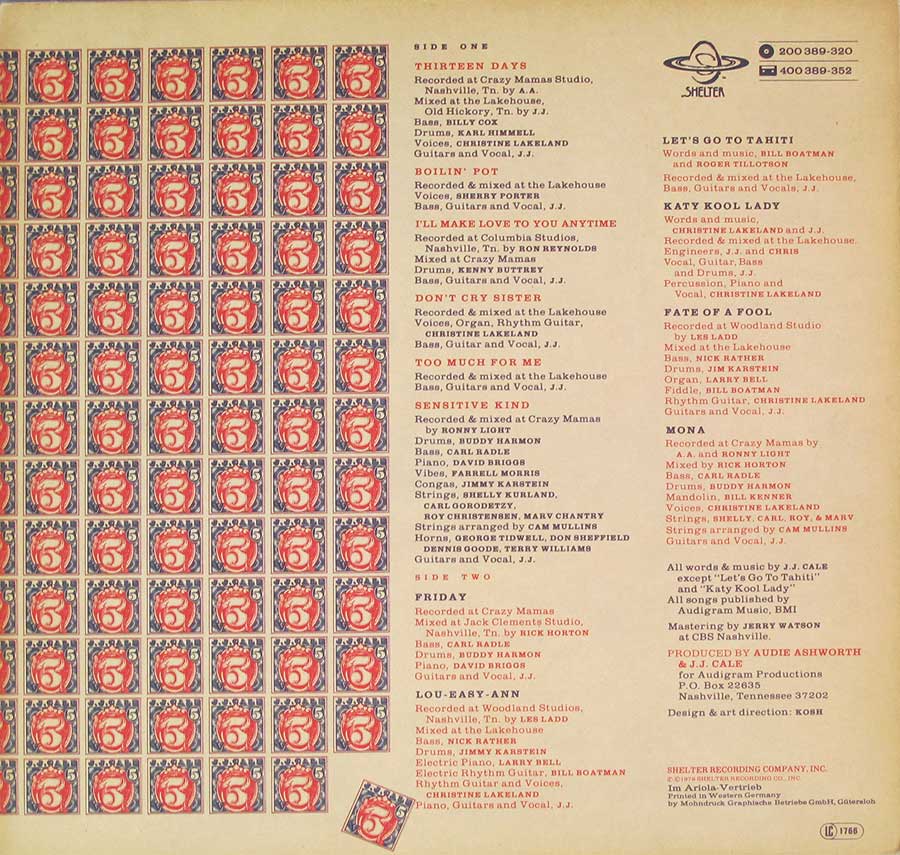 SIDE ONE
THIRTEEN DAYS
Recorded at Crazy Mamas Studio,
Nashville, Tn. by A.A.
Mixed at the Lakehouse,
Old Hickory, Tn. by J.J.
Bass, BILLY COX
Drums, KARL HIMMELL
Voices, CHRISTINE LAKELAND
Guitars and Vocal, J.J.
BOILIN' POT
Recorded & mixed at the Lakehouse
Voices, SHERRY PORTER
Bass, Guitars and Vocal, J.J.
I'LL MAKE LOVE TO YOU ANYTIME
Recorded at Columbia Studios,
Nashville, Tn. by RON REYNOLDS
Mixed at Crazy Mamas
Drums, KENNY BUTTREY
Bass, Guitars and Vocal, J.J.
DON'T CRY SISTER
Recorded & mixed at the Lakehouse
Voices, Organ, Rhythm Guitar,
CHRISTINE LAKELAND
Bass, Guitar and Vocal, J.J.
TOO MUCH FOR ME
Recorded & mixed at the Lakehouse
Bass, Guitars and Vocal, J.J.
SENSITIVE KIND
Recorded & mixed at Crazy Mamas
by RONNY LIGHT
Drums, BUDDY HARMON
Bass, CARL RADLE
Piano, DAVID BRIGGS
Vibes, FARRELL MORRIS
Congas, JIMMY KARSTEIN
Strings, SHELLY KURLAND,
CARL GORODETZY,
ROY CHRISTENSEN, MARV CHANTRY
Strings arranged by CAM MULLINS
Horns, GEORGE TIDWELL, DON SHEFFIELD
DENNIS GOODE, TERRY WILLIAMS
Guitars and Vocal, J.J.
SIDE TWO
FRIDAY
Recorded at Crazy Mamas
Mixed at Jack Clements Studio,
Nashville, Tn. by RICK HORTON
Bass, CARL RADLE
Drums, BUDDY HARMON
Piano, DAVID BRIGGS
Guitars and Vocal, J.J.
LOU-EASY-ANN
Recorded at Woodland Studios,
Nashville, Tn. by LES LADD
Mixed at the Lakehouse
Bass, NICK RATHER
Drums, JIMMY KARSTEIN
Electric Piano, LARRY BELL
Electric Rhythm Guitar, BILL BOATMAN
Rhythm Guitar and Voices,
CHRISTINE LAKELAND
Piano, Guitars and Vocal, J.J.
SHELTER
200 389-320
400 389-352
LET'S GO TO TAHITI
Words and music, BILL BOATMAN
and ROGER TILLOTSON
Recorded & mixed at the Lakehouse,
Bass, Guitars and Vocals, J.J.
KATY KOOL LADY
Words and music,
CHRISTINE LAKELAND and J.J.
Recorded & mixed at the Lakehouse.
Engineers, J.J. and CHRIS
Vocal, Guitar, Bass
and Drums, J.J.
Percussion, Piano and
Vocal, CHRISTINE LAKELAND
FATE OF A FOOL
Recorded at Woodland Studio
by LES LADD
Mixed at the Lakehouse
Bass, NICK RATHER
Drums, JIM KARSTEIN
Organ, LARRY BELL
Fiddle, BILL BOATMAN
Rhythm Guitar, CHRISTINE LAKELAND
Guitars and Vocal, J.J.
MONA
Recorded at Crazy Mamas by
A.A. and RONNY LIGHT
Mixed by RICK HORTON
Bass, CARL RADLE
Drums, BUDDY HARMON
Mandolin, BILL KENNER
Voices, CHRISTINE LAKELAND
Strings, SHELLY, CARL, ROY, & MARV
Strings arranged by CAM MULLINS
Guitars and Vocal, J.J.
All words & music by J.J. CALE
except "Let's Go To Tahiti"
and "Katy Kool Lady"
All songs published by
Audigram Music, BMI
Mastering by JERRY WATSON
at CBS Nashville.
PRODUCED BY AUDIE ASHWORTH
& J.J. CALE
for Audigram Productions
P.O. Box 22635
Nashville, Tennessee 37202
Design & art direction: KOSH
SHELTER RECORDING COMPANY, INC.
℗ © 1979 SHELTER RECORDING CO., INC.
Im Ariola-Vertrieb
Printed in Western Germany
by Mohndruck Graphische Betriebe GmbH, Gütersloh
LC 1766